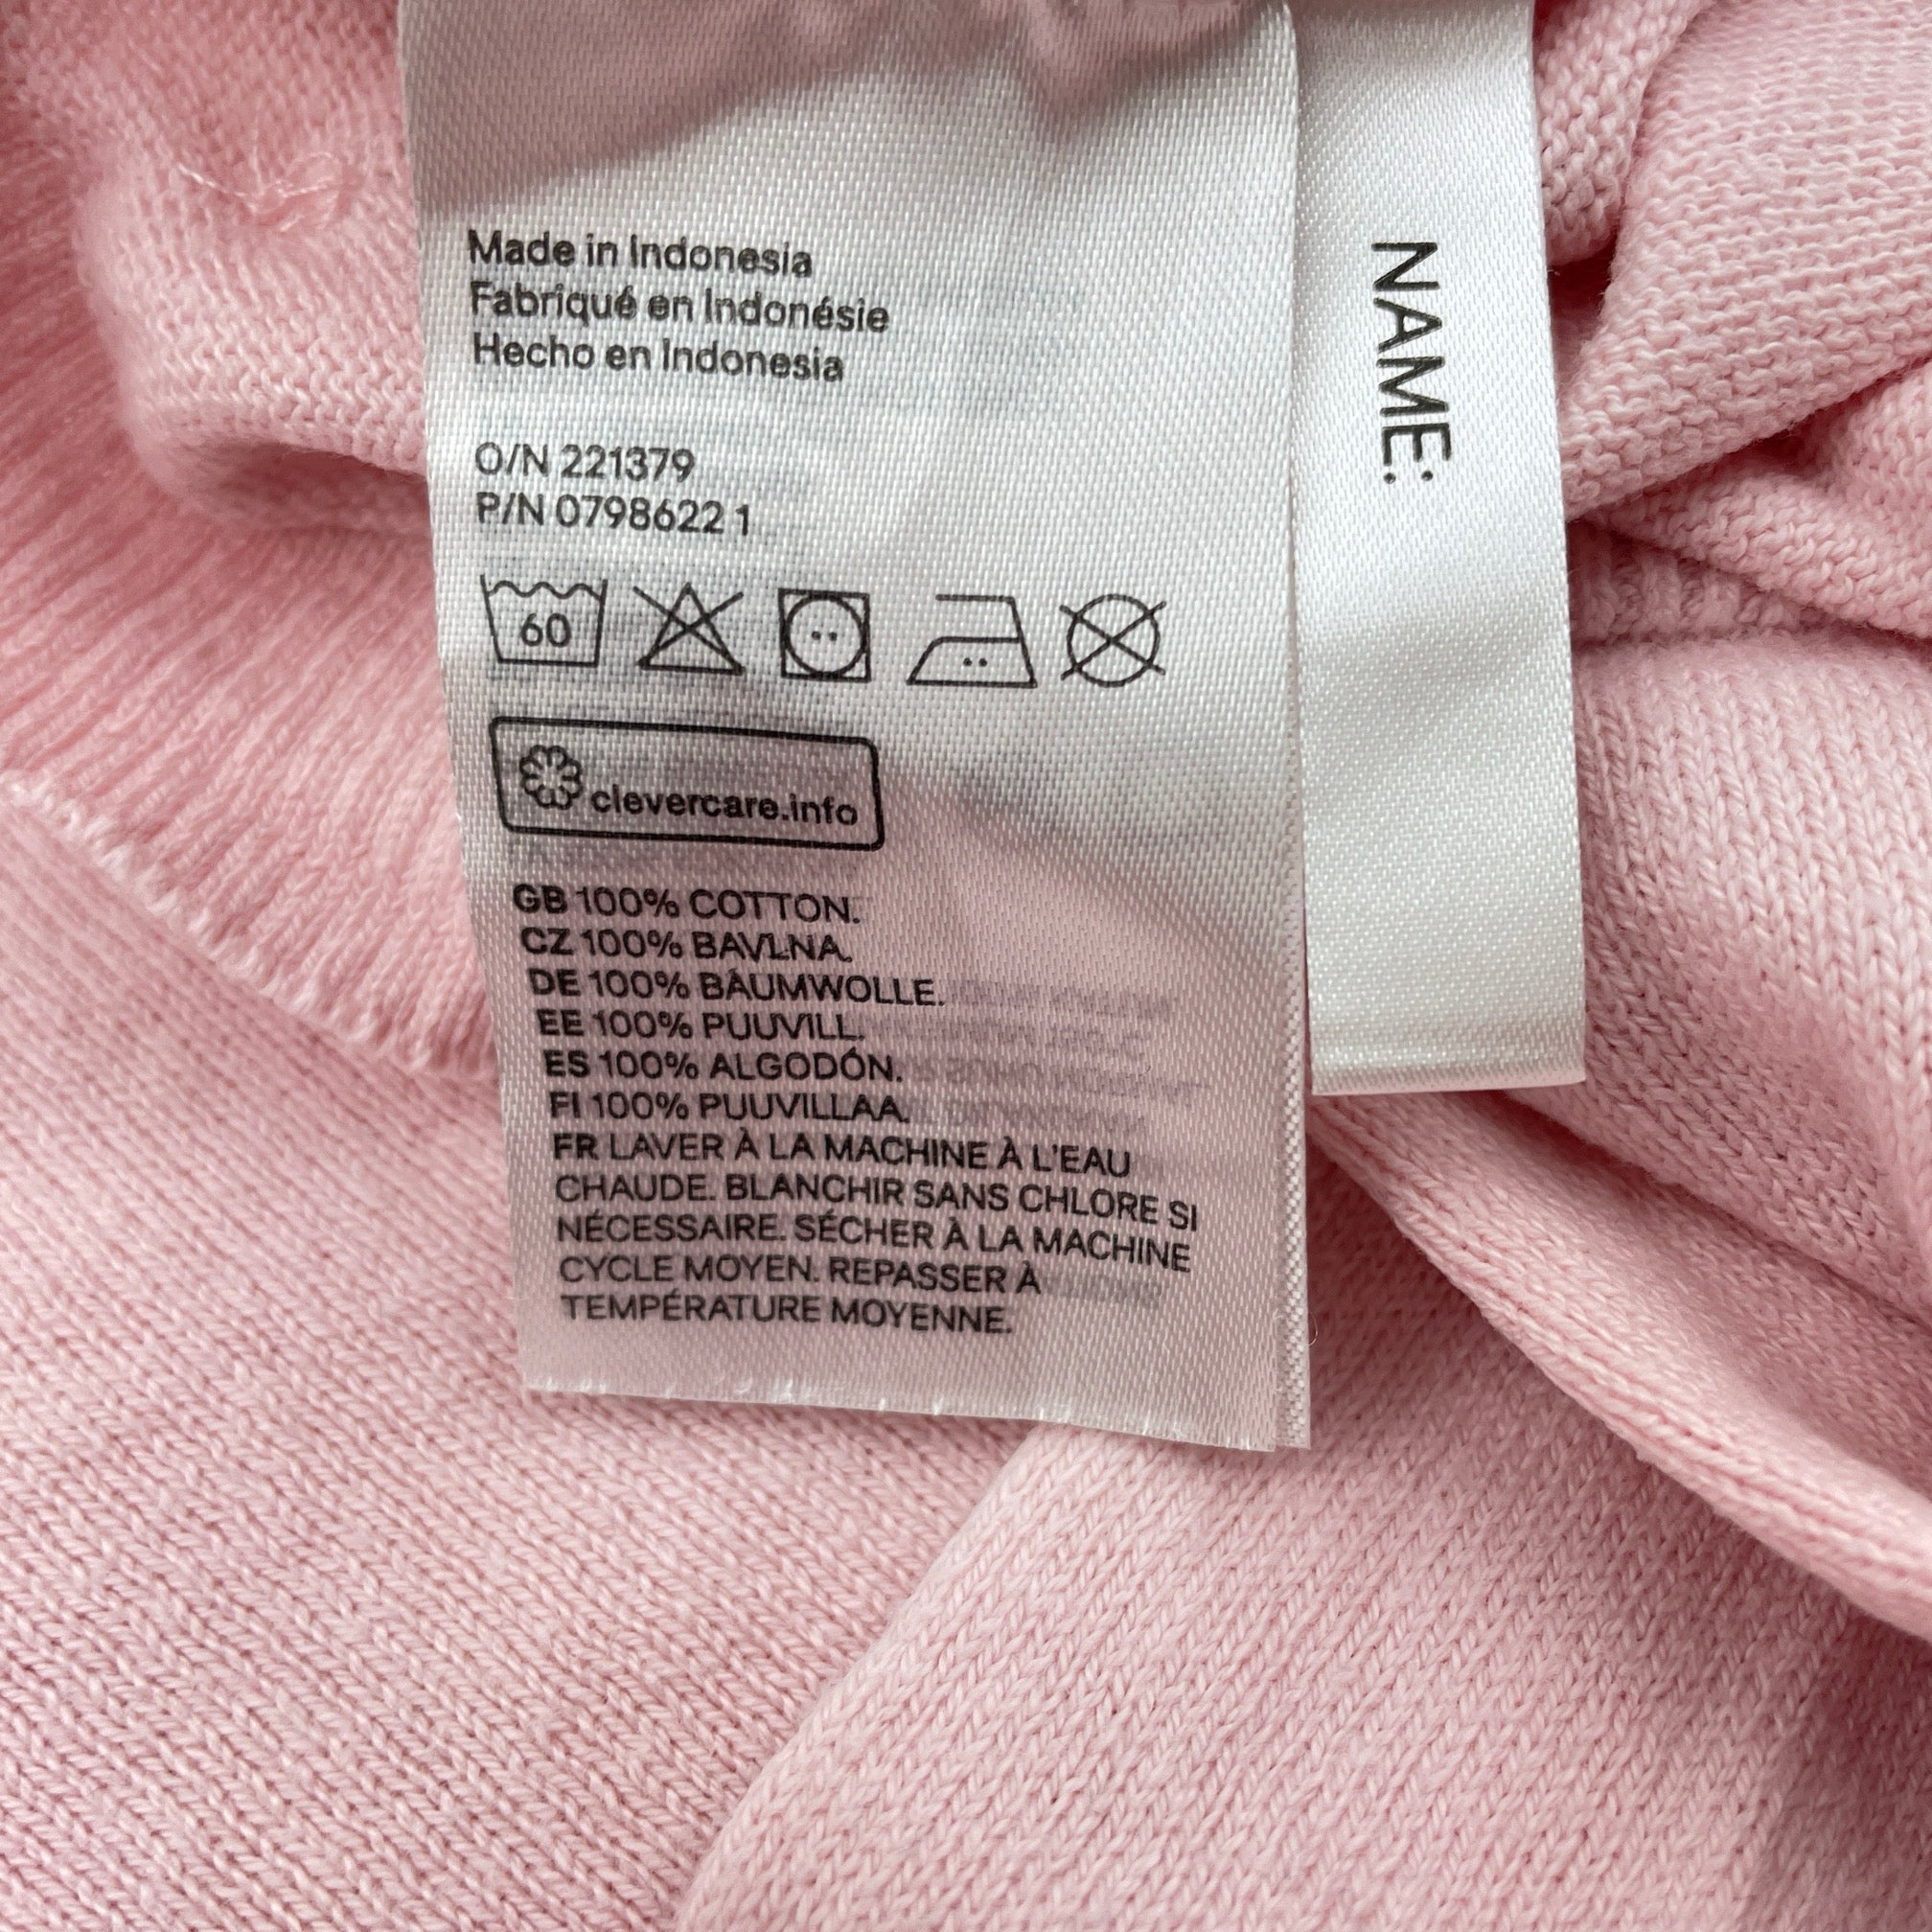 Made in Indonesia
Fabriqué en Indonésie
Hecho en Indonesia
O/N 221379
P/N 0798622 1
60
clevercare.info
GB 100% COTTON.
CZ 100% BAVLNA.
DE 100% BAUMWOLLE.
EE 100% PUUVILL.
ES 100% ALGODÓN.
FI 100% PUUVILLAA.
FR LAVER À LA MACHINE À L'EAU
CHAUDE. BLANCHIR SANS CHLORE SI
NÉCESSAIRE. SÉCHER À LA MACHINE
CYCLE MOYEN. REPASSER À
TEMPÉRATURE MOYENNE.
NAME: